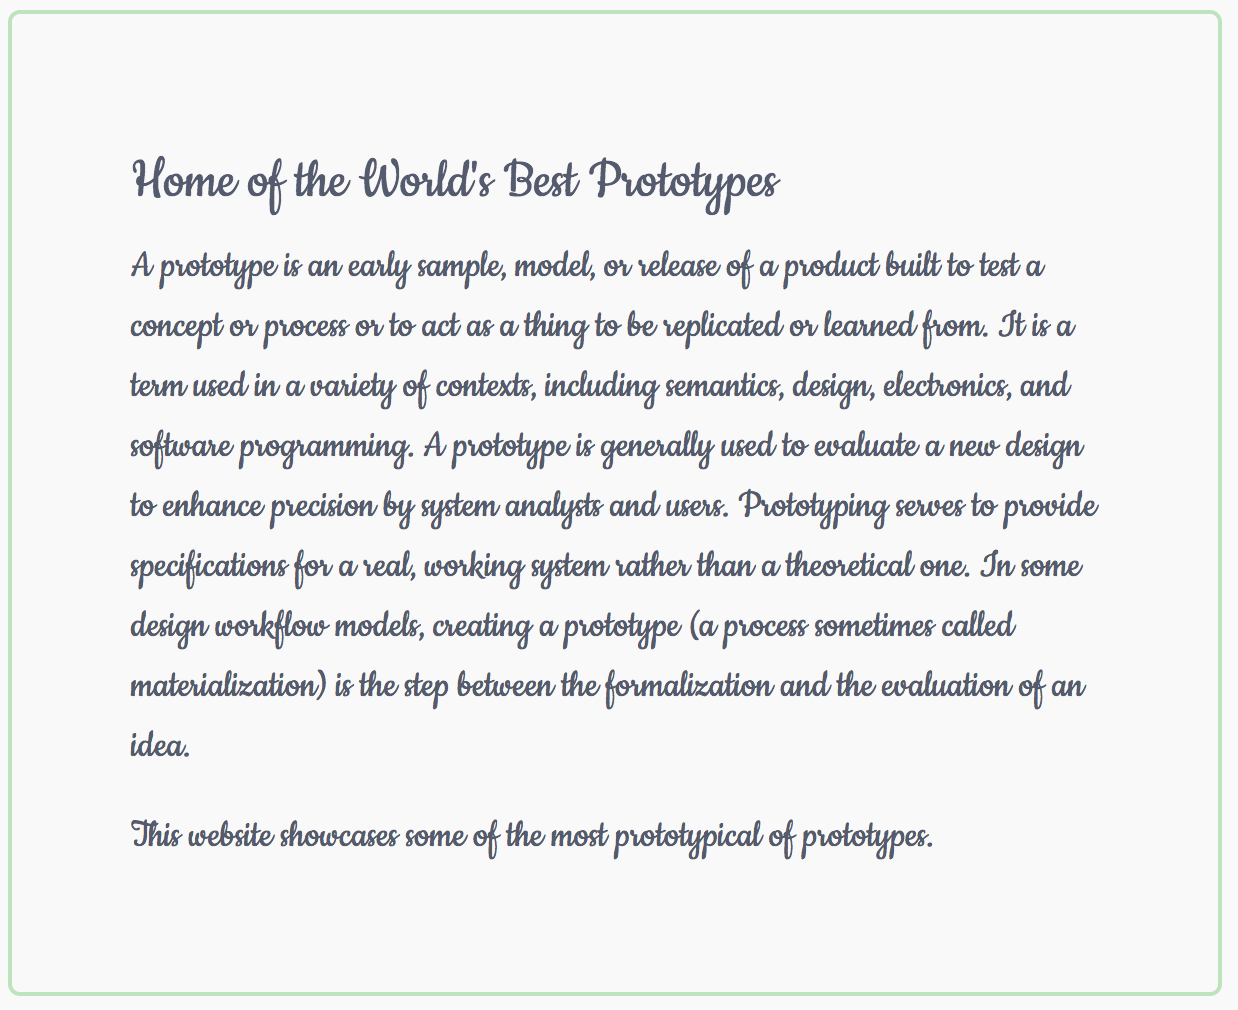 Home of the World's Best Prototypes
A prototype is an early sample, model, or release of a product built to test a
concept or process or to act as a thing to be replicated or learned from. It is a
term used in a variety of contexts, including semantics, design, electronics, and
software programming. A prototype is generally used to evaluate a new design
to enhance precision by system analysts and users. Prototyping serves to provide
specifications for a real, working system rather than a theoretical one. In some
design workflow models, creating a prototype (a process sometimes called
materialization) is the step between the formalization and the evaluation of an
idea.
This website showcases some of the most prototypical of prototypes.